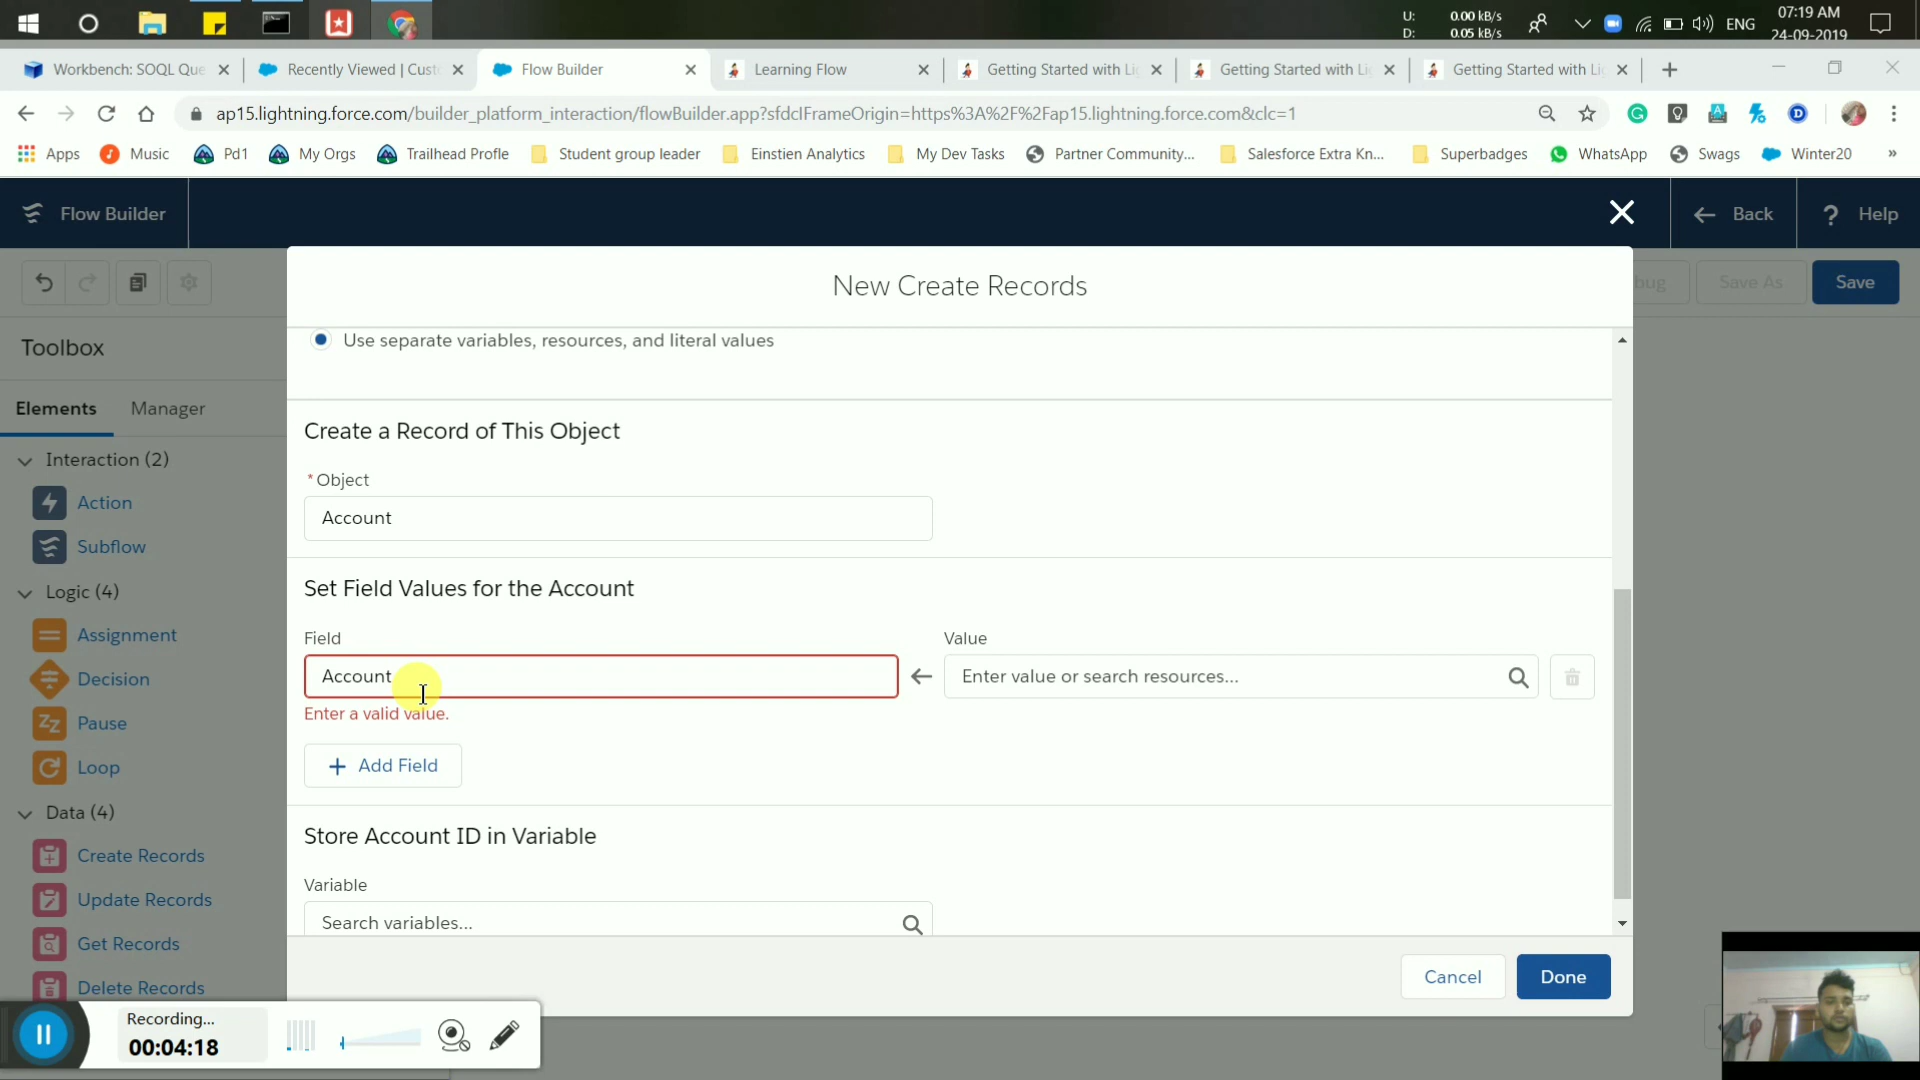 U: 0.00 kB/s
D: 0.05 kB/s
ENG
07:19 AM
24-09-2019
Workbench: SOQL Que
Recently Viewed | Cust
Flow Builder
Learning Flow
Getting Started with Li
Getting Started with Li
Getting Started with Li
ap15.lightning.force.com/builder_platform_interaction/flowBuilder.app?sfdcIFrameOrigin=https%3A%2F%2Fap15.lightning.force.com&clc=1
Apps
Music
Pd1
My Orgs
Trailhead Profle
Student group leader
Einstien Analytics
My Dev Tasks
Partner Community...
Salesforce Extra Kn...
Superbadges
WhatsApp
Swags
Winter20
»
Flow Builder
Back
? Help
bug
Save As
Save
New Create Records
Toolbox
Elements
Manager
Interaction (2)
Action
Subflow
Logic (4)
Assignment
Decision
Pause
Loop
Data (4)
Create Records
Update Records
Get Records
Delete Records
Use separate variables, resources, and literal values
Create a Record of This Object
* Object
Account
Set Field Values for the Account
Field
Value
Account
Enter value or search resources...
Enter a valid value.
+ Add Field
Store Account ID in Variable
Variable
Search variables...
Cancel
Done
Recording...
00:04:18